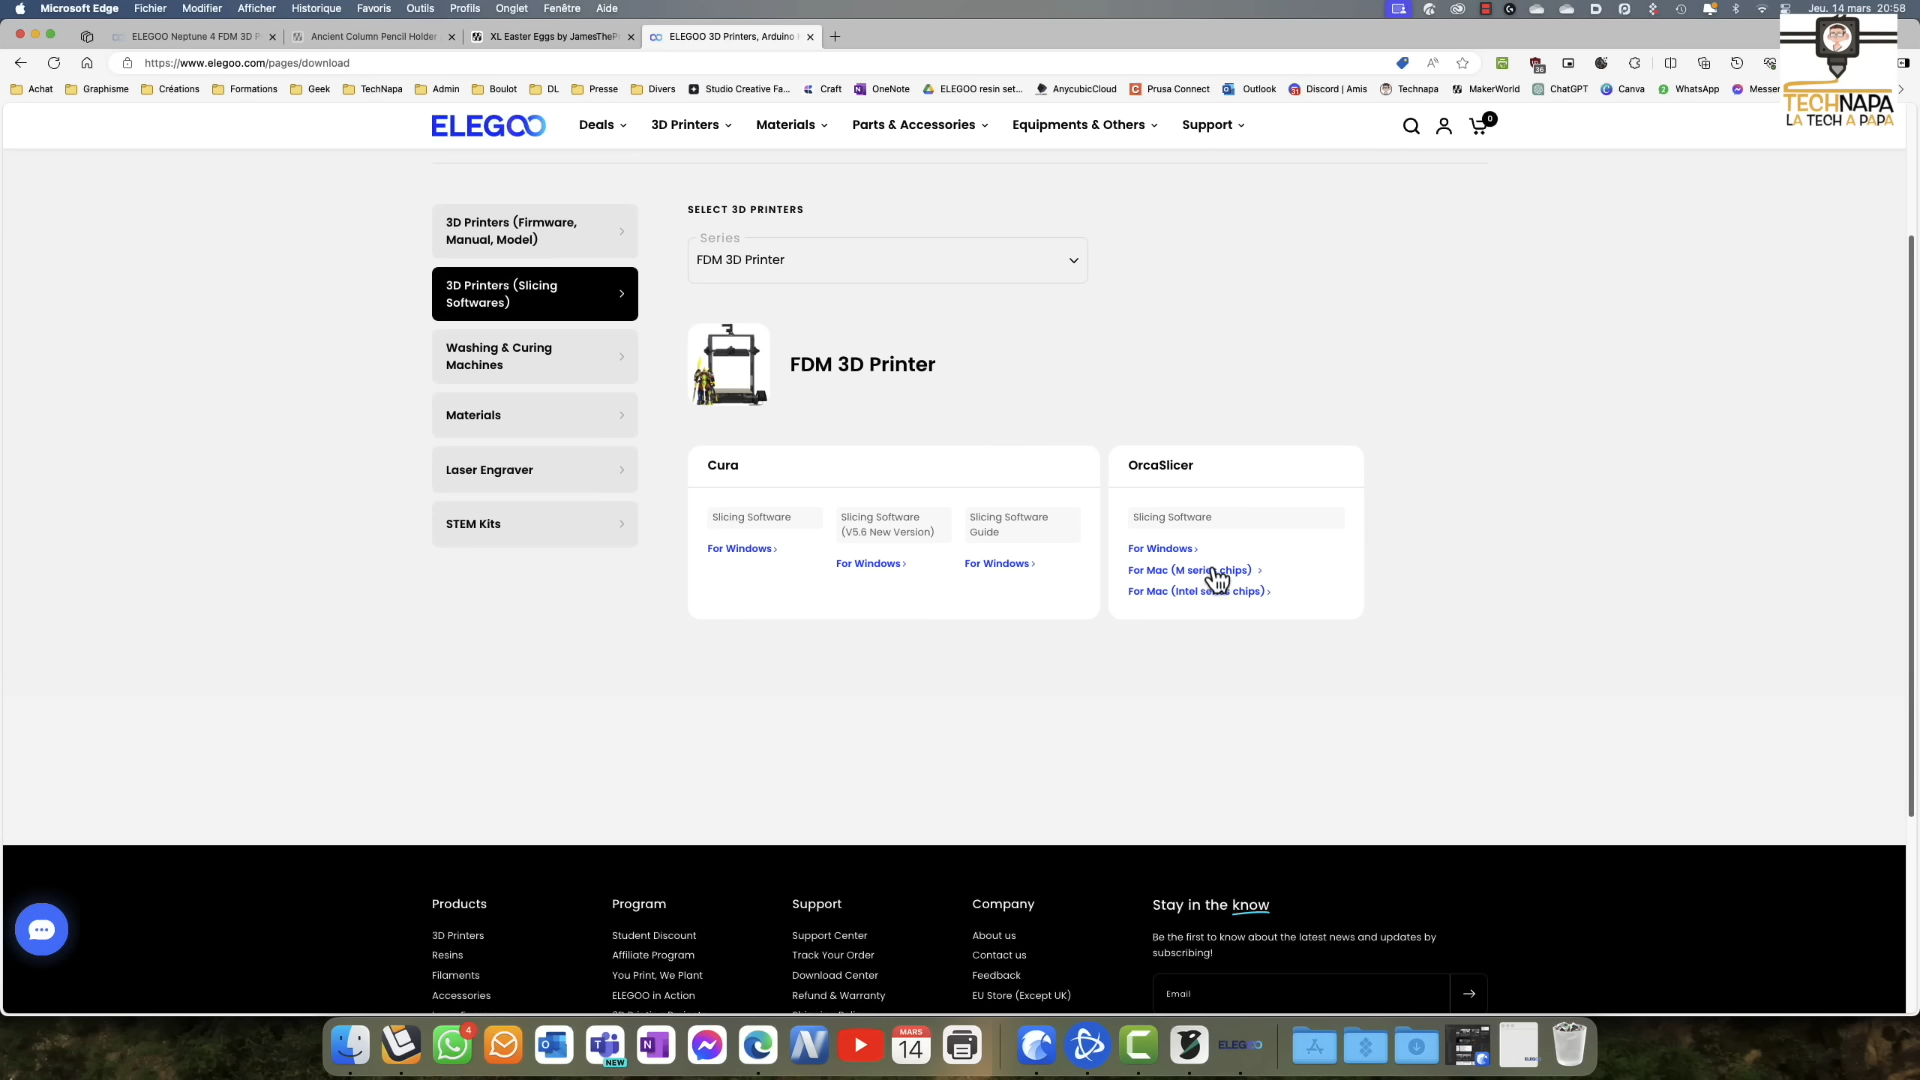 Microsoft Edge Fichier Modifier Afficher Historique Favoris Outils Profils Onglet Fenêtre Aide
Jeu. 14 mars 20:58
ELEGOO Neptune 4 FDM 3D P
Ancient Column Pencil Holder
XL Easter Eggs by JamesTheP
ELEGOO 3D Printers, Arduino
https://www.elegoo.com/pages/download
36
Achat Graphisme Créations Formations Geek TechNapa Admin Boulot DL Presse Divers Studio Creative Fa... Craft OneNote ELEGOO resin set... AnycubicCloud Prusa Connect Outlook Discord | Amis Technapa MakerWorld ChatGPT Canva WhatsApp Messen
TECHNAPA
LA TECH A PAPA
ELEGOO
Deals 3D Printers Materials Parts & Accessories Equipments & Others Support
0
3D Printers (Firmware,
Manual, Model)
3D Printers (Slicing
Softwares)
Washing & Curing
Machines
Materials
Laser Engraver
STEM Kits
SELECT 3D PRINTERS
Series
FDM 3D Printer
FDM 3D Printer
Cura
Slicing Software
For Windows
Slicing Software
(V5.6 New Version)
For Windows
Slicing Software
Guide
For Windows
OrcaSlicer
Slicing Software
For Windows
For Mac (M series chips)
For Mac (Intel series chips)
Products
3D Printers
Resins
Filaments
Accessories
Program
Student Discount
Affiliate Program
You Print, We Plant
ELEGOO in Action
Support
Support Center
Track Your Order
Download Center
Refund & Warranty
Company
About us
Contact us
Feedback
EU Store (Except UK)
Stay in the know
Be the first to know about the latest news and updates by
subscribing!
Email
4
NEW
MARS
14
ELEGOO